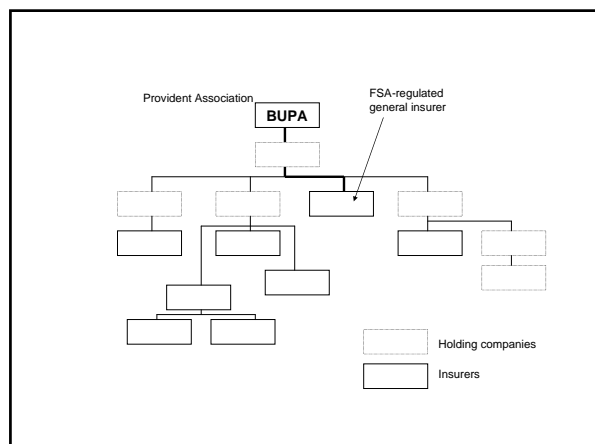 Provident Association
BUPA
FSA-regulated
general insurer
Holding companies
Insurers